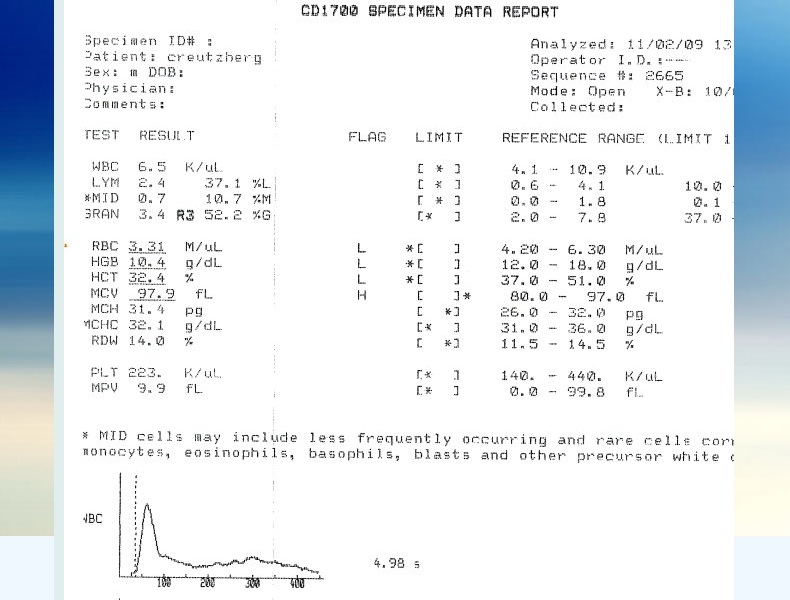 CD1700 SPECIMEN DATA REPORT
Specimen ID# :
Patient: creutzberg
Sex: m DOB:
Physician:
Comments:
Analyzed: 11/02/09 13
Operator I.D.:---
Sequence #: 2665
Mode: Open X-B: 10/
Collected:
TEST RESULT FLAG LIMIT REFERENCE RANGE (LIMIT 1
WBC 6.5 K/uL [ * ] 4.1 - 10.9 K/uL
LYM 2.4 37.1 %L [ * ] 0.6 - 4.1 10.0 -
*MID 0.7 10.7 %M [ * ] 0.0 - 1.8 0.1 -
GRAN 3.4 R3 52.2 %G [* ] 2.0 - 7.8 37.0 -
RBC 3.31 M/uL L *[ ] 4.20 - 6.30 M/uL
HGB 10.4 g/dL L *[ ] 12.0 - 18.0 g/dL
HCT 32.4 % L *[ ] 37.0 - 51.0 %
MCV 97.9 fL H [ ]* 80.0 - 97.0 fL
MCH 31.4 pg [ *] 26.0 - 32.0 pg
MCHC 32.1 g/dL [* ] 31.0 - 36.0 g/dL
RDW 14.0 % [ *] 11.5 - 14.5 %
PLT 223. K/uL [* ] 140. - 440. K/uL
MPV 9.9 fL [* ] 0.0 - 99.8 fL
* MID cells may include less frequently occurring and rare cells corr
monocytes, eosinophils, basophils, blasts and other precursor white c
WBC
4.98 s
100 200 300 400